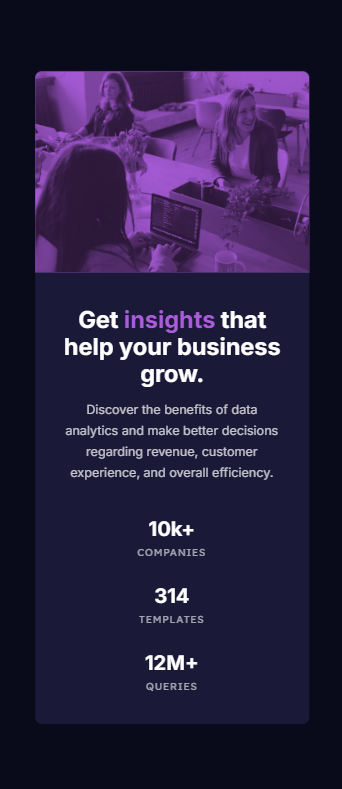 Get insights that
help your business
grow.
Discover the benefits of data
analytics and make better decisions
regarding revenue, customer
experience, and overall efficiency.
10k+
COMPANIES
314
TEMPLATES
12M+
QUERIES